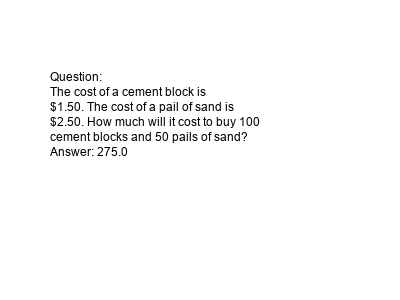 Question:
The cost of a cement block is
$1.50. The cost of a pail of sand is
$2.50. How much will it cost to buy 100
cement blocks and 50 pails of sand?
Answer: 275.0